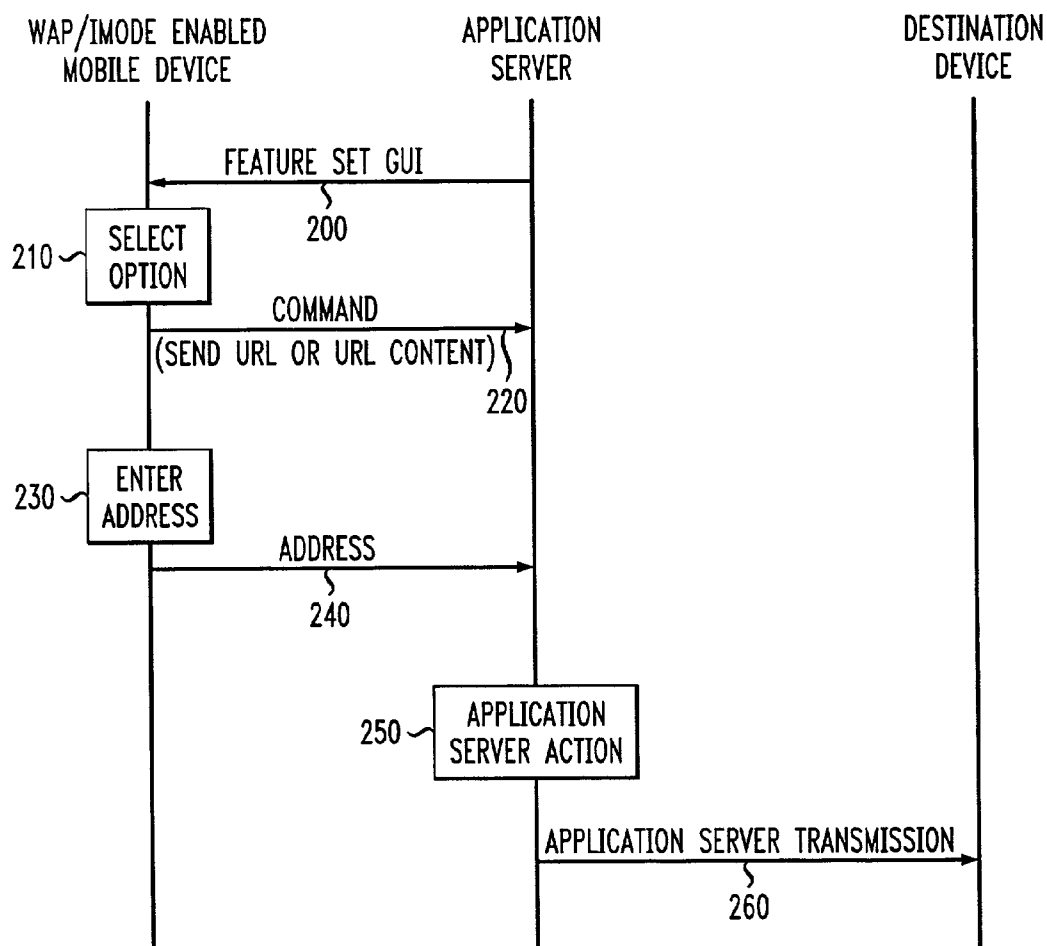 WAP/IMODE ENABLED
MOBILE DEVICE
APPLICATION
SERVER
DESTINATION
DEVICE
FEATURE SET GUI
200
210
SELECT
OPTION
COMMAND
(SEND URL OR URL CONTENT)
220
230
ENTER
ADDRESS
ADDRESS
240
250
APPLICATION
SERVER ACTION
APPLICATION SERVER TRANSMISSION
260